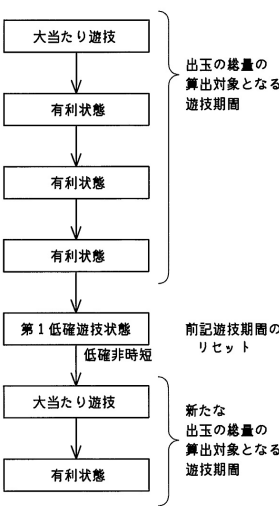 大当たり遊技
出玉の総量の
算出対象となる
遊技期間
有利状態
有利状態
有利状態
第1低確遊技状態
前記遊技期間の
リセット
低確非時短
大当たり遊技
新たな
出玉の総量の
算出対象となる
遊技期間
有利状態